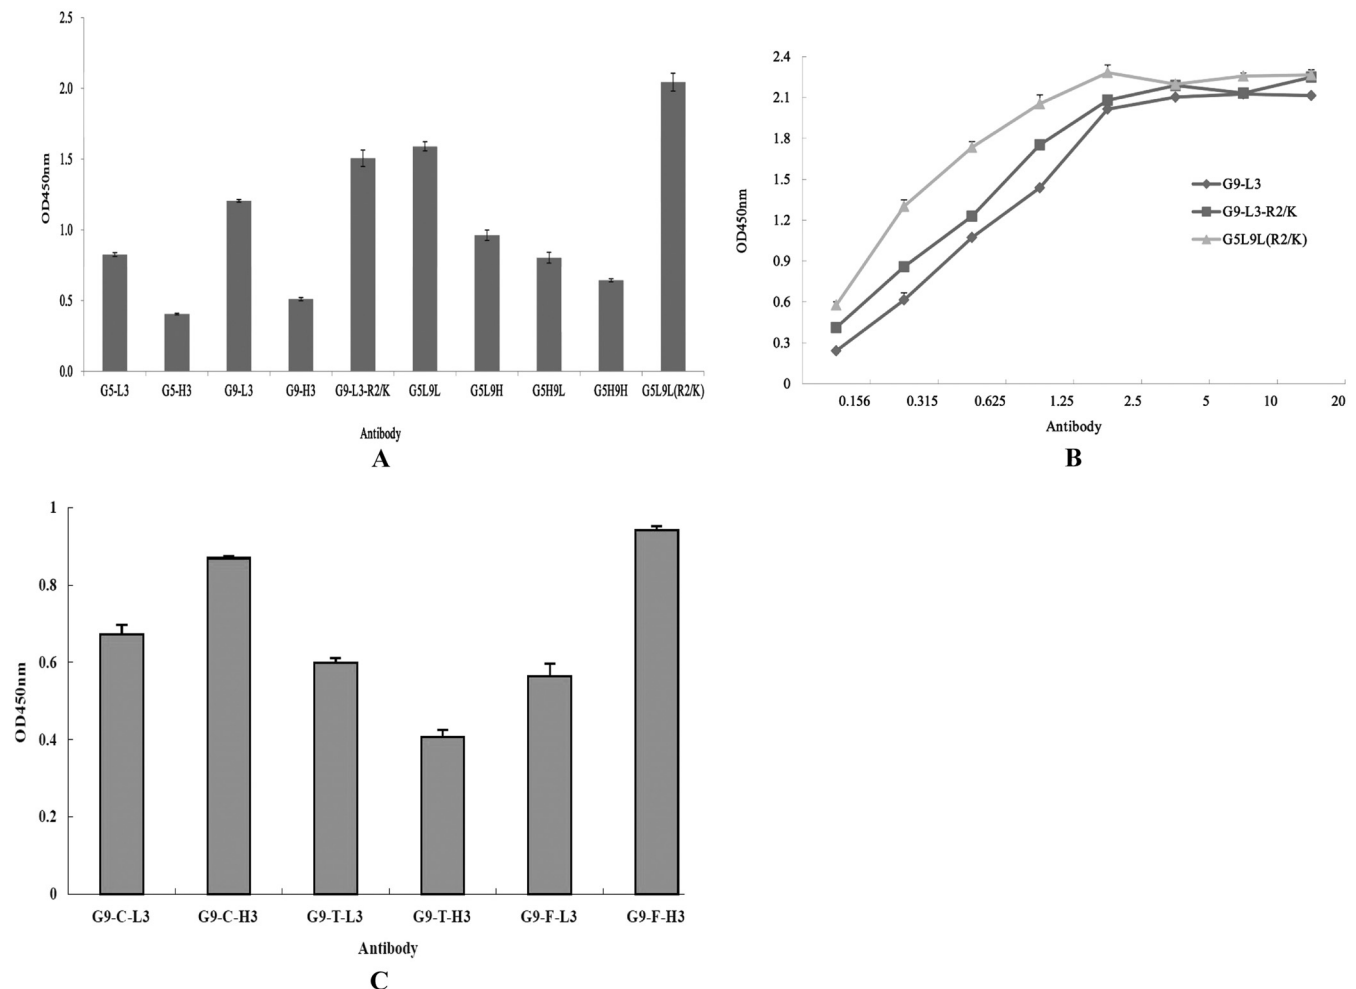 2.5
2.0
1.5
1.0
0.5
0.0
OD450nm
G5-L3 G5-H3 G9-L3 G9-H3 G9-L3-R2/K G5L9L G5L9H G5H9L G5H9H G5L9L(R2/K)
Antibody
A
2.4
2.1
1.8
1.5
1.2
0.9
0.6
0.3
0
OD450nm
G9-L3
G9-L3-R2/K
G5L9L(R2/K)
0.156 0.315 0.625 1.25 2.5 5 10 20
Antibody
B
1
0.8
0.6
0.4
0.2
0
OD450nm
G9-C-L3 G9-C-H3 G9-T-L3 G9-T-H3 G9-F-L3 G9-F-H3
Antibody
C